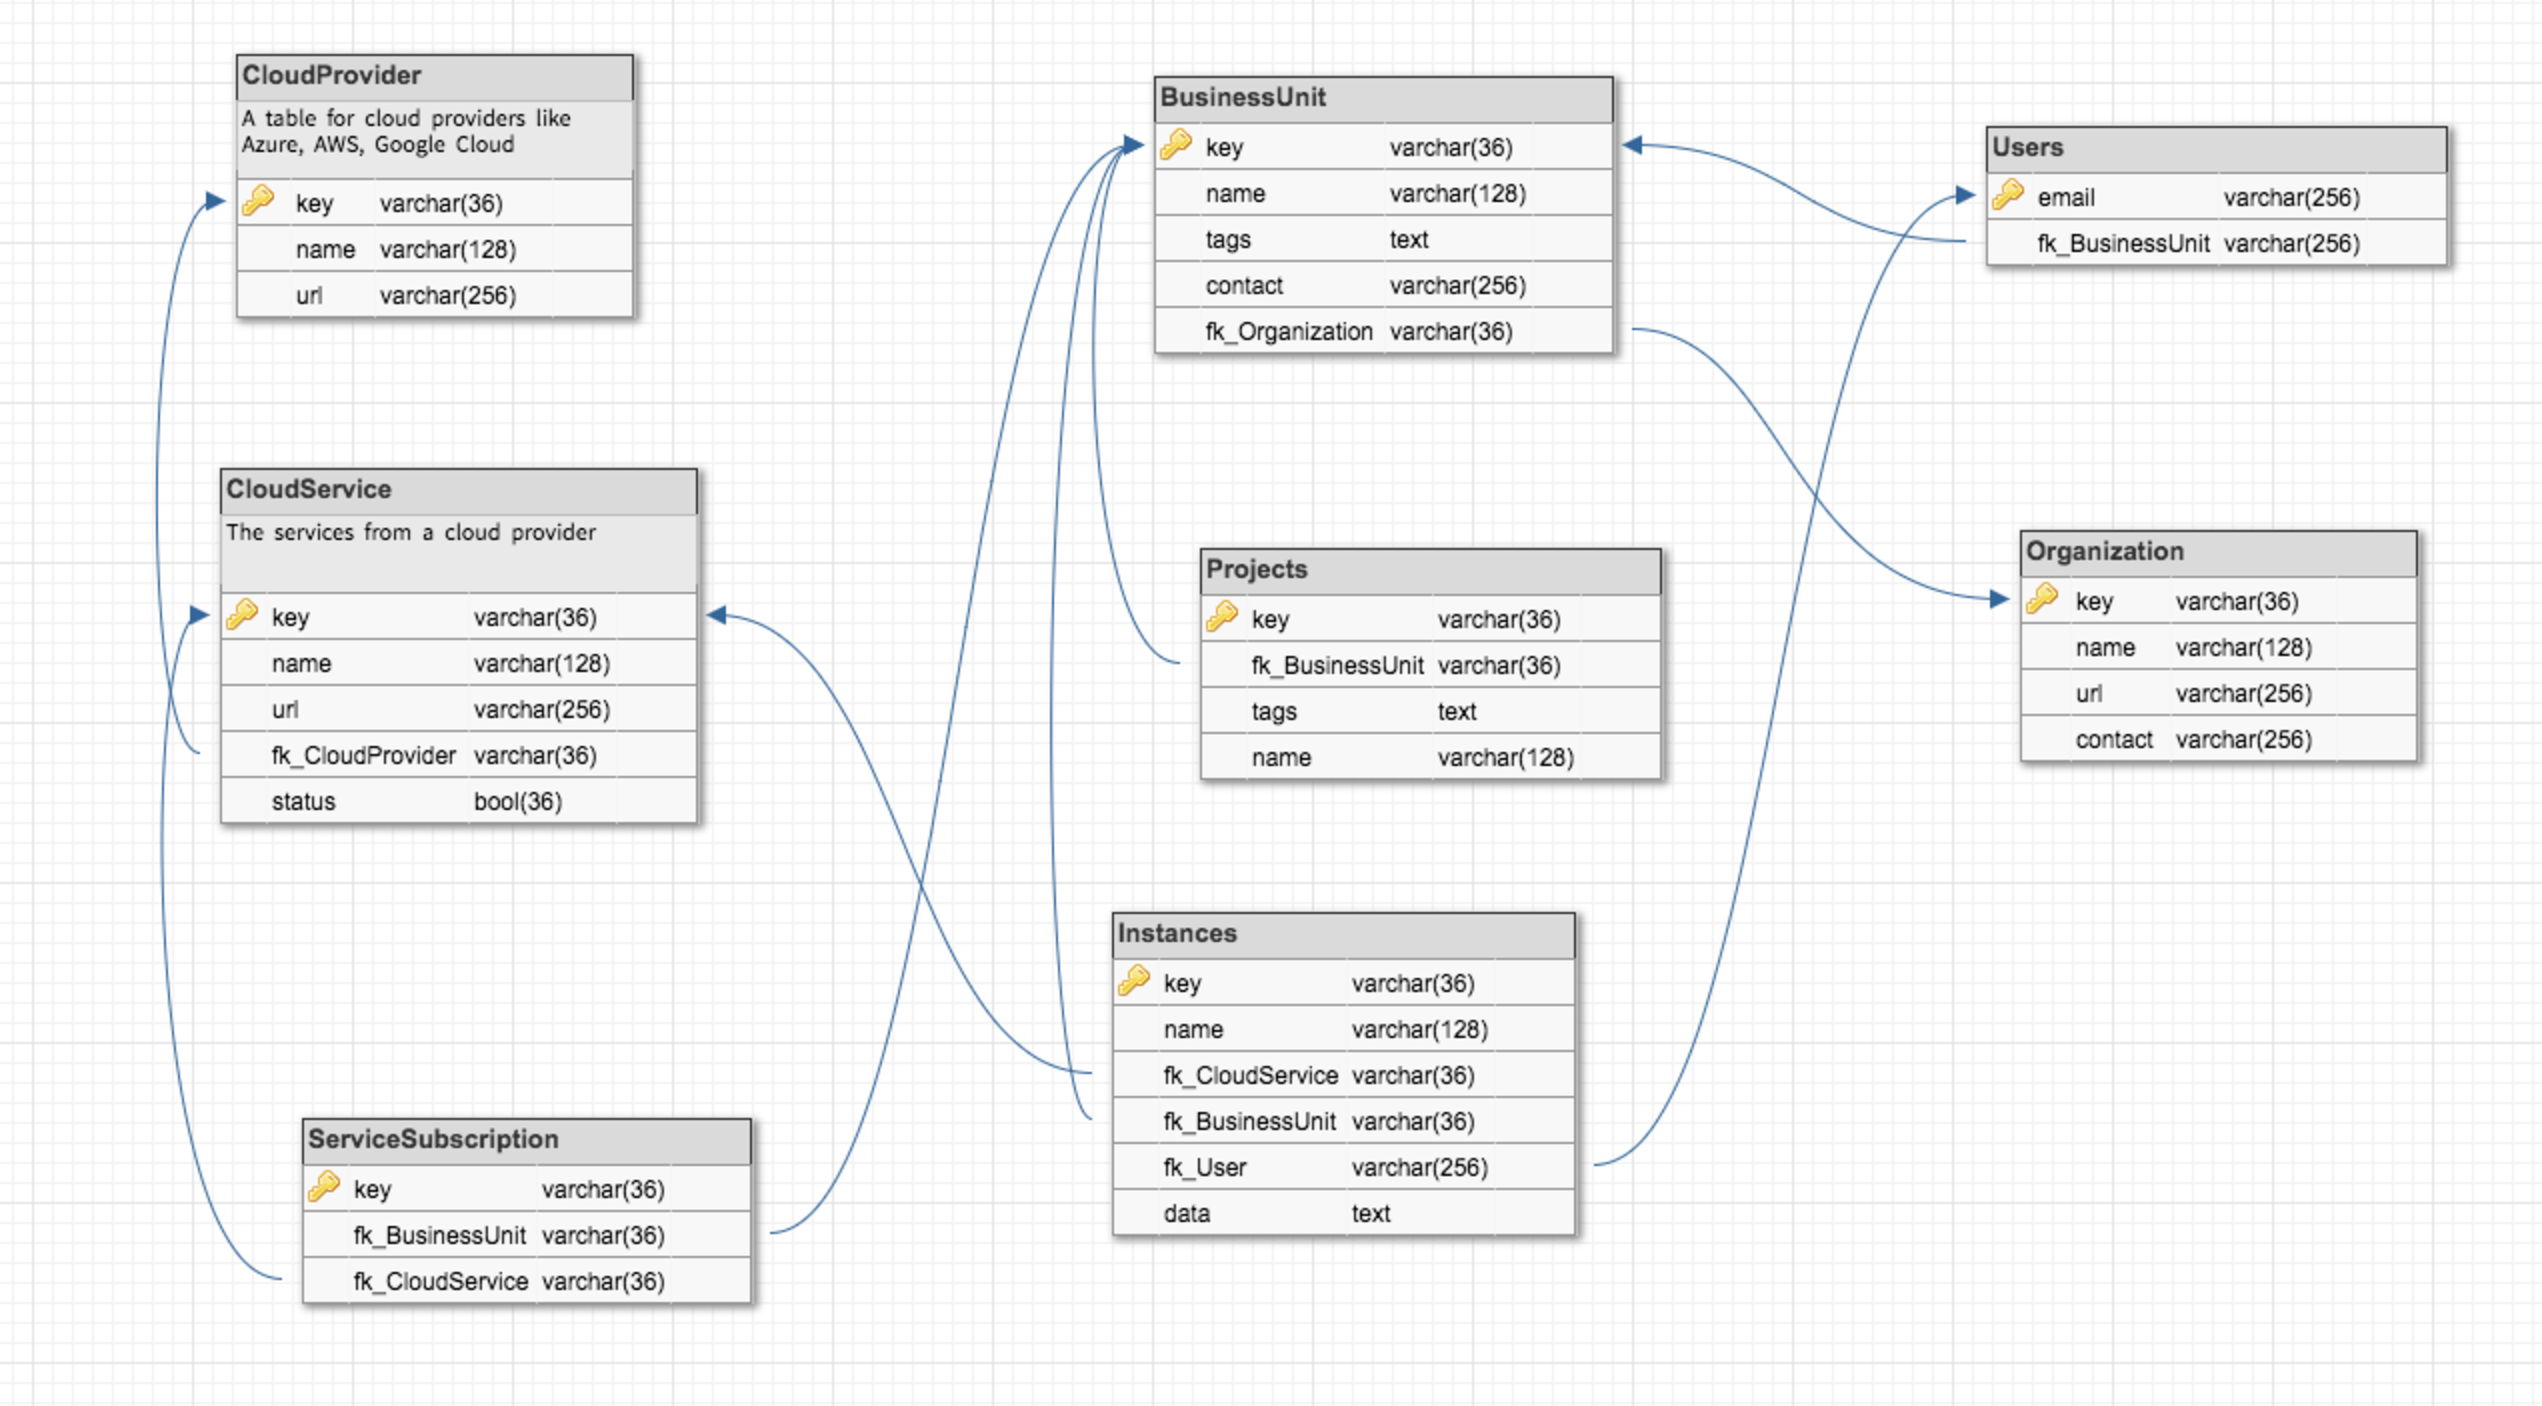 CloudProvider
A table for cloud providers like
Azure, AWS, Google Cloud
key varchar(36)
name varchar(128)
url varchar(256)
BusinessUnit
key varchar(36)
name varchar(128)
tags text
contact varchar(256)
fk_Organization varchar(36)
Users
email varchar(256)
fk_BusinessUnit varchar(256)
CloudService
The services from a cloud provider
key varchar(36)
name varchar(128)
url varchar(256)
fk_CloudProvider varchar(36)
status bool(36)
Projects
key varchar(36)
fk_BusinessUnit varchar(36)
tags text
name varchar(128)
Organization
key varchar(36)
name varchar(128)
url varchar(256)
contact varchar(256)
Instances
key varchar(36)
name varchar(128)
fk_CloudService varchar(36)
fk_BusinessUnit varchar(36)
fk_User varchar(256)
data text
ServiceSubscription
key varchar(36)
fk_BusinessUnit varchar(36)
fk_CloudService varchar(36)